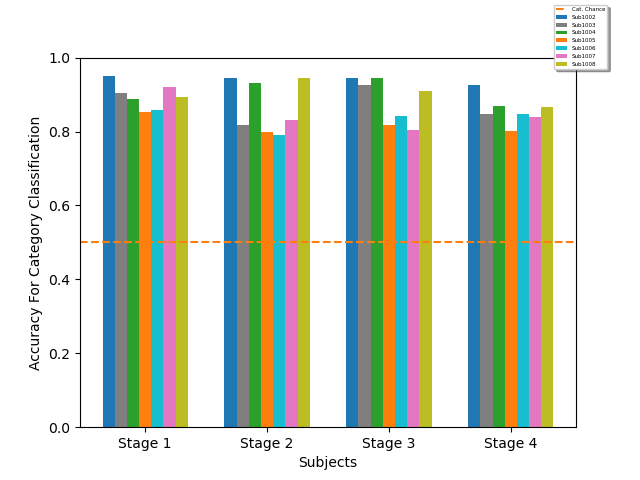 Cat. Chance
Sub1002
Sub1003
Sub1004
Sub1005
Sub1006
Sub1007
Sub1008
1.0
0.8
0.6
0.4
0.2
0.0
Accuracy For Category Classification
Stage 1 Stage 2 Stage 3 Stage 4
Subjects